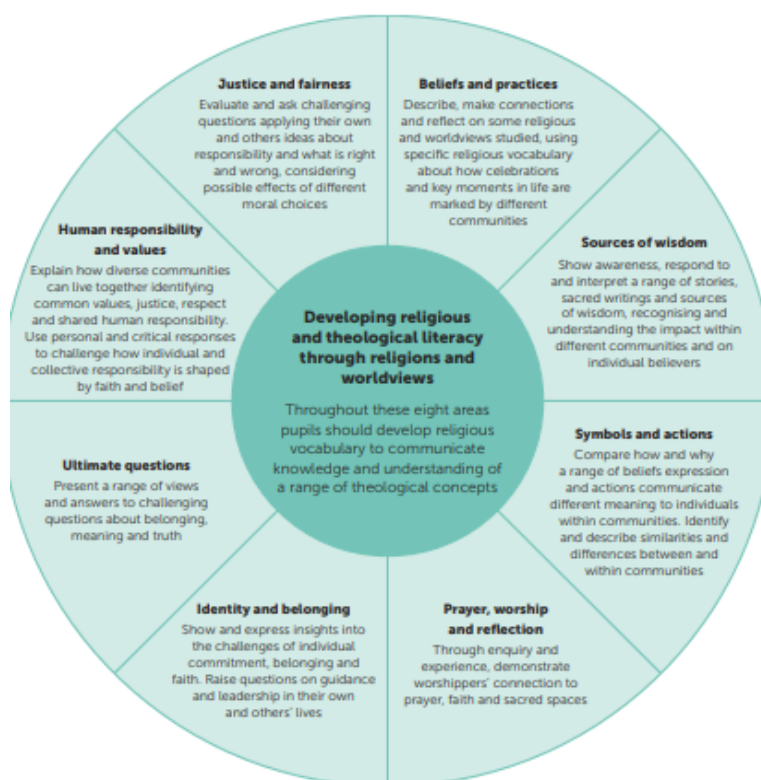 Justice and fairness
Evaluate and ask challenging
questions applying their own
and others ideas about
responsibility and what is right
and wrong, considering
possible effects of different
moral choices
Beliefs and practices
Describe, make connections
and reflect on some religious
and worldviews studied, using
specific religious vocabulary
about how celebrations
and key moments in life are
marked by different
communities
Human responsibility
and values
Explain how diverse communities
can live together identifying
common values, justice, respect
and shared human responsibility.
Use personal and critical responses
to challenge how individual and
collective responsibility is shaped
by faith and belief
Sources of wisdom
Show awareness, respond to
and interpret a range of stories,
sacred writings and sources
of wisdom, recognising and
understanding the impact within
different communities and on
individual believers
Developing religious
and theological literacy
through religions and
worldviews
Throughout these eight areas
pupils should develop religious
vocabulary to communicate
knowledge and understanding of
a range of theological concepts
Ultimate questions
Present a range of views
and answers to challenging
questions about belonging,
meaning and truth
Symbols and actions
Compare how and why
a range of beliefs expression
and actions communicate
different meaning to individuals
within communities. Identify
and describe similarities and
differences between and
within communities
Identity and belonging
Show and express insights into
the challenges of individual
commitment, belonging and
faith. Raise questions on guidance
and leadership in their own
and others' lives
Prayer, worship
and reflection
Through enquiry and
experience, demonstrate
worshippers' connection to
prayer, faith and sacred spaces